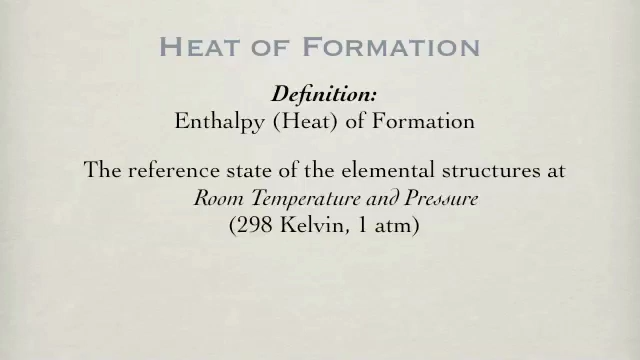 Heat of Formation
Definition:
Enthalpy (Heat) of Formation
The reference state of the elemental structures at
Room Temperature and Pressure
(298 Kelvin, 1 atm)